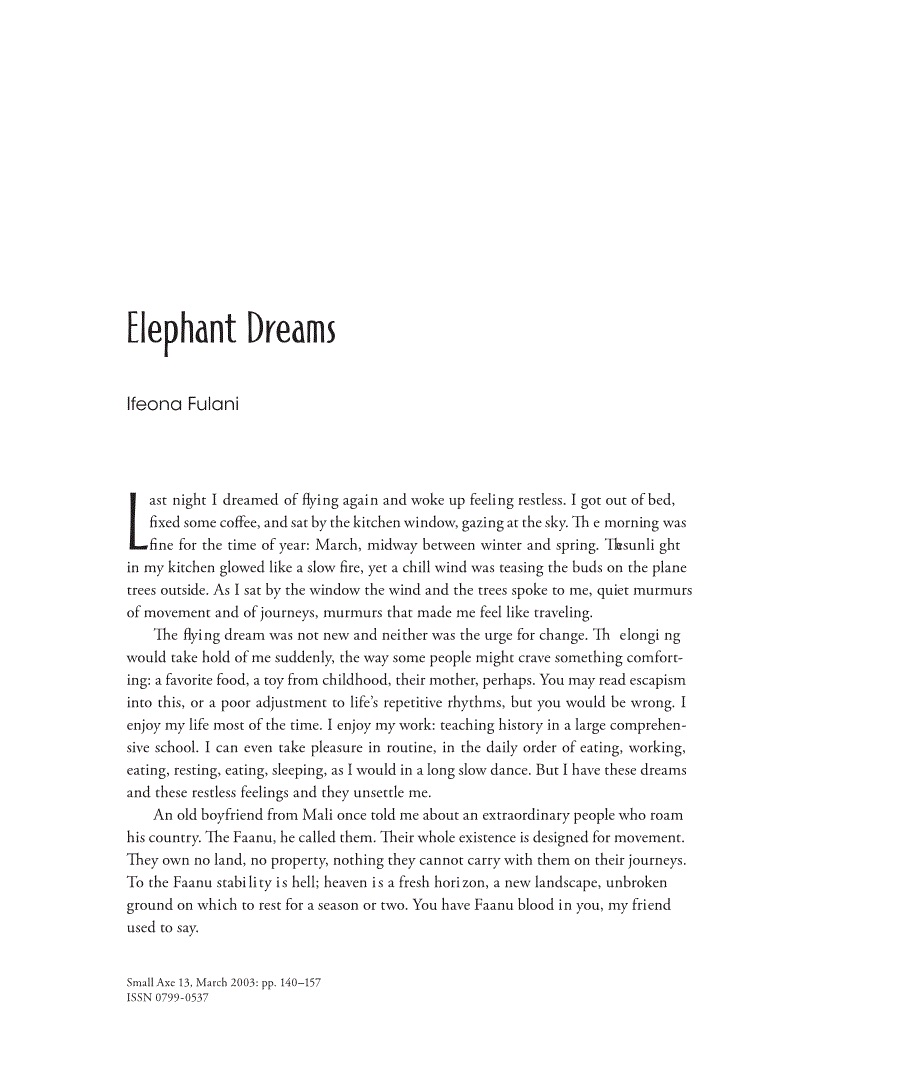 Elephant Dreams
Ifeona Fulani
Last night I dreamed of flying again and woke up feeling restless. I got out of bed,
fixed some coffee, and sat by the kitchen window, gazing at the sky. Th e morning was
fine for the time of year: March, midway between winter and spring. Thesunli ght
in my kitchen glowed like a slow fire, yet a chill wind was teasing the buds on the plane
trees outside. As I sat by the window the wind and the trees spoke to me, quiet murmurs
of movement and of journeys, murmurs that made me feel like traveling.
The flying dream was not new and neither was the urge for change. Th elongi ng
would take hold of me suddenly, the way some people might crave something comfort-
ing: a favorite food, a toy from childhood, their mother, perhaps. You may read escapism
into this, or a poor adjustment to life's repetitive rhythms, but you would be wrong. I
enjoy my life most of the time. I enjoy my work: teaching history in a large comprehen-
sive school. I can even take pleasure in routine, in the daily order of eating, working,
eating, resting, eating, sleeping, as I would in a long slow dance. But I have these dreams
and these restless feelings and they unsettle me.
An old boyfriend from Mali once told me about an extraordinary people who roam
his country. The Faanu, he called them. Their whole existence is designed for movement.
They own no land, no property, nothing they cannot carry with them on their journeys.
To the Faanu stability is hell; heaven is a fresh horizon, a new landscape, unbroken
ground on which to rest for a season or two. You have Faanu blood in you, my friend
used to say.
Small Axe 13, March 2003: pp. 140–157
ISSN 0799-0537